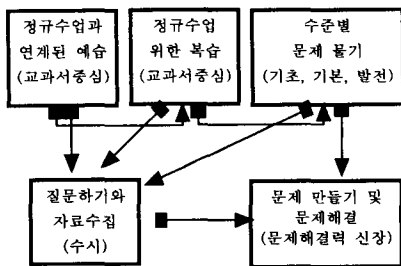 정규수업과
연계된 예습
(교과서중심)
정규수업
위한 복습
(교과서중심)
수준별
문제 풀기
(기초, 기본, 발전)
질문하기와
자료수집
(수시)
문제 만들기 및
문제해결
(문제해결력 신장)